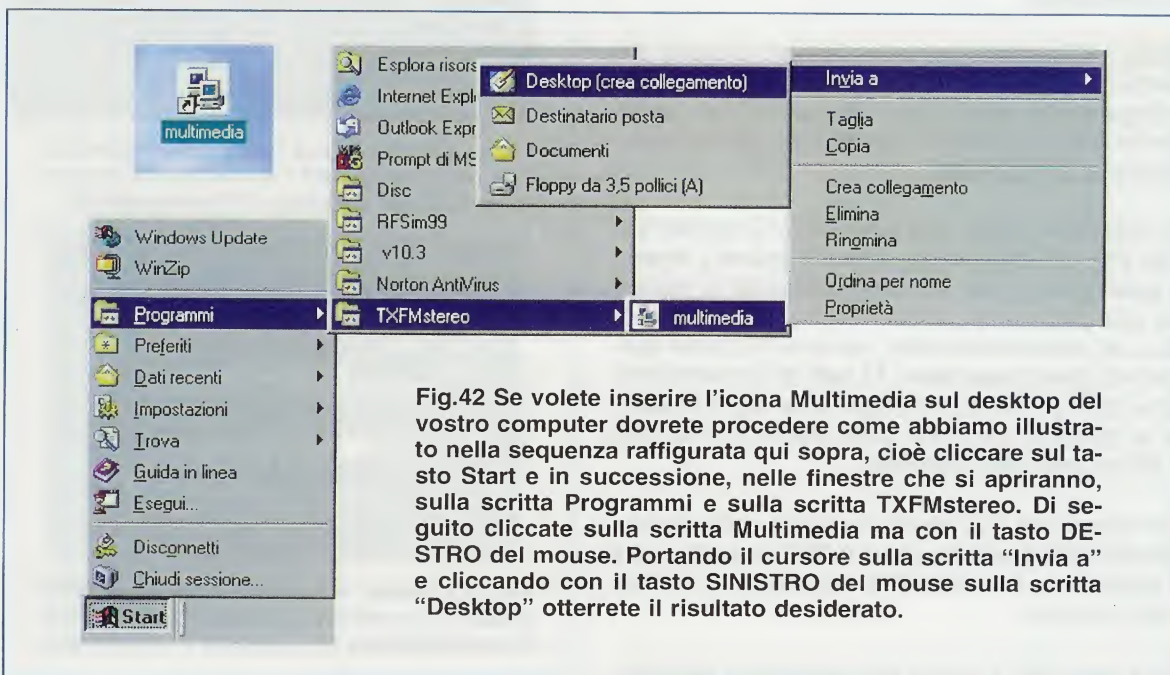 multimedia
Esplora risors
Internet Expl
Outlook Expr
Prompt di MS
Disc
RFSim99
v10.3
Norton AntiVirus
TXFMstereo
Desktop (crea collegamento)
Destinatario posta
Documenti
Floppy da 3,5 pollici (A)
Invia a
Taglia
Copia
Crea collegamento
Elimina
Rinomina
Ordina per nome
Proprietà
multimedia
Windows Update
WinZip
Programmi
Preferiti
Dati recenti
Impostazioni
Trova
Guida in linea
Esegui...
Disconnetti
Chiudi sessione...
Start
Fig.42 Se volete inserire l'icona Multimedia sul desktop del
vostro computer dovrete procedere come abbiamo illustra-
to nella sequenza raffigurata qui sopra, cioè cliccare sul ta-
sto Start e in successione, nelle finestre che si apriranno,
sulla scritta Programmi e sulla scritta TXFMstereo. Di se-
guito cliccate sulla scritta Multimedia ma con il tasto DE-
STRO del mouse. Portando il cursore sulla scritta "Invia a"
e cliccando con il tasto SINISTRO del mouse sulla scritta
"Desktop" otterrete il risultato desiderato.